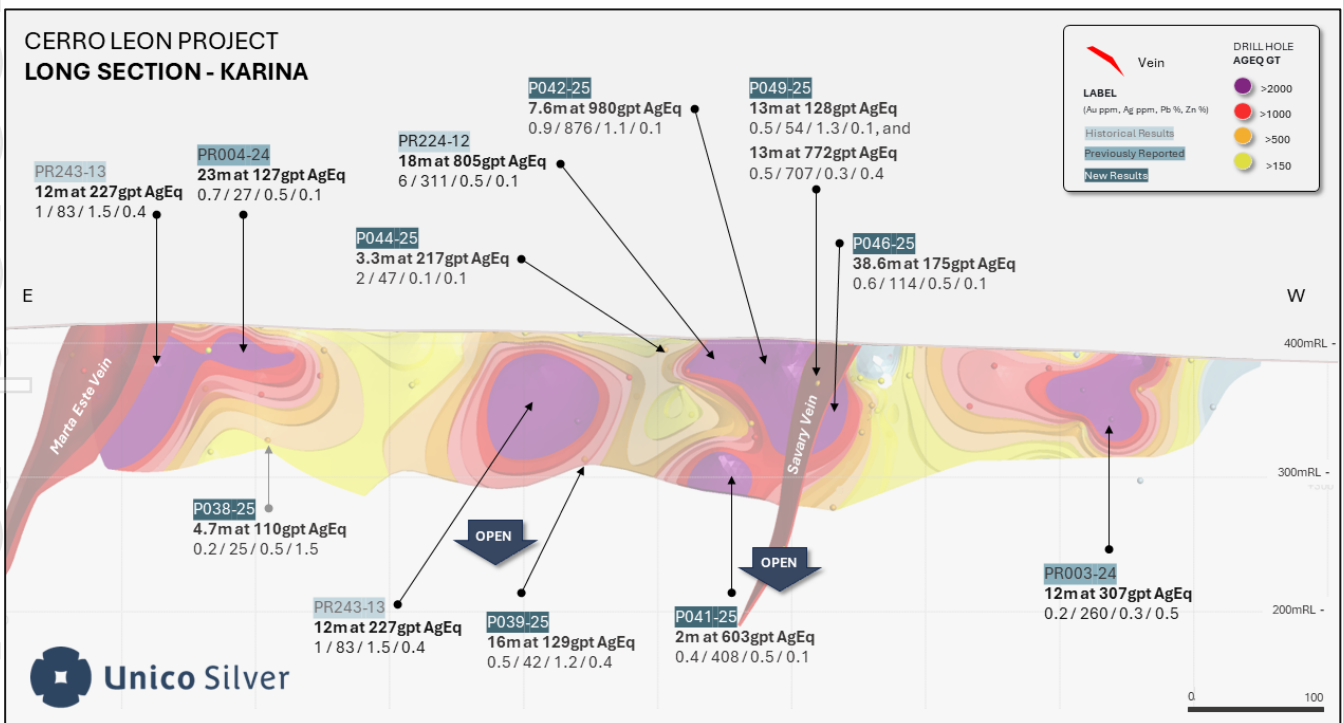 CERRO LEON PROJECT
LONG SECTION - KARINA
Vein
LABEL
(Au ppm, Ag ppm, Pb %, Zn %)
Historical Results
Previously Reported
New Results
DRILL HOLE
AGEQ GT
>2000
>1000
>500
>150
P042-25
7.6m at 980gpt AgEq
0.9 / 876 / 1.1 / 0.1
P049-25
13m at 128gpt AgEq
0.5 / 54 / 1.3 / 0.1, and
13m at 772gpt AgEq
0.5 / 707 / 0.3 / 0.4
PR224-12
18m at 805gpt AgEq
6 / 311 / 0.5 / 0.1
PR004-24
23m at 127gpt AgEq
0.7 / 27 / 0.5 / 0.1
PR243-13
12m at 227gpt AgEq
1 / 83 / 1.5 / 0.4
P044-25
3.3m at 217gpt AgEq
2 / 47 / 0.1 / 0.1
P046-25
38.6m at 175gpt AgEq
0.6 / 114 / 0.5 / 0.1
E
W
400mRL -
Marta Este Vein
Savary Vein
300mRL -
P038-25
4.7m at 110gpt AgEq
0.2 / 25 / 0.5 / 1.5
OPEN
OPEN
PR003-24
12m at 307gpt AgEq
0.2 / 260 / 0.3 / 0.5
200mRL -
PR243-13
12m at 227gpt AgEq
1 / 83 / 1.5 / 0.4
P039-25
16m at 129gpt AgEq
0.5 / 42 / 1.2 / 0.4
P041-25
2m at 603gpt AgEq
0.4 / 408 / 0.5 / 0.1
Unico Silver
0 100